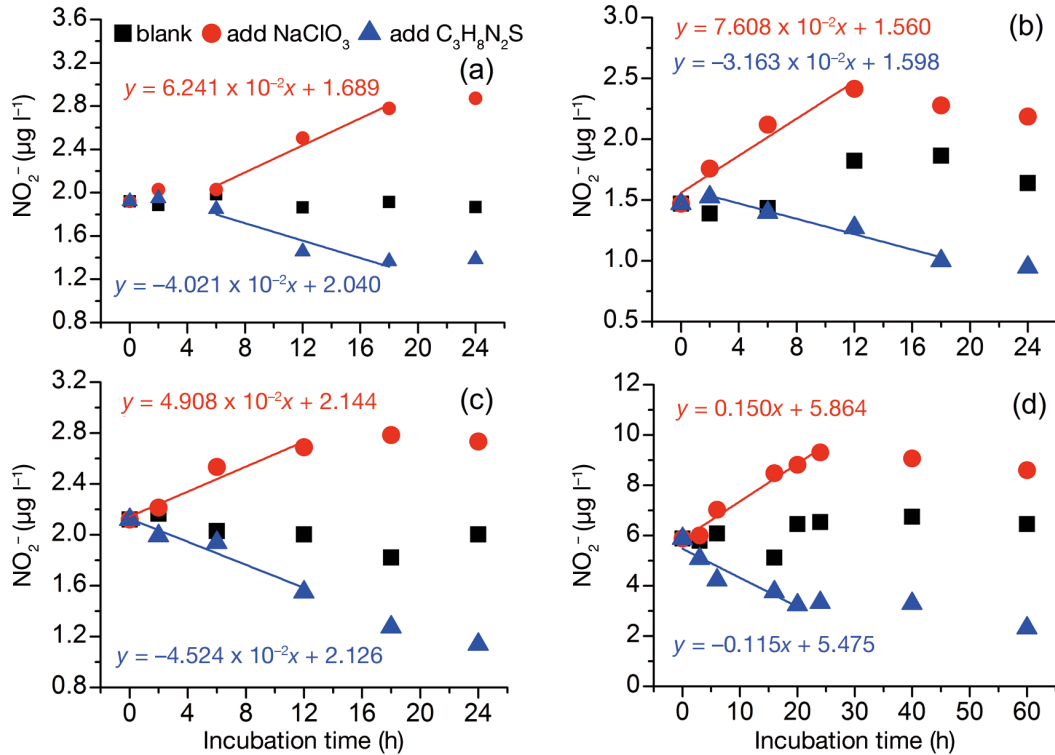 ■ blank ● add NaClO₃ ▲ add C₃H₈N₂S
(a)
y = 6.241 x 10⁻²x + 1.689
y = –4.021 x 10⁻²x + 2.040
NO₂⁻ (µg l⁻¹)
3.6
3.2
2.8
2.4
2.0
1.6
1.2
0.8
0 4 8 12 16 20 24
(b)
y = 7.608 x 10⁻²x + 1.560
y = –3.163 x 10⁻²x + 1.598
NO₂⁻ (µg l⁻¹)
3.0
2.5
2.0
1.5
1.0
0.5
0 4 8 12 16 20 24
(c)
y = 4.908 x 10⁻²x + 2.144
y = –4.524 x 10⁻²x + 2.126
NO₂⁻ (µg l⁻¹)
3.2
2.8
2.4
2.0
1.6
1.2
0.8
0 4 8 12 16 20 24
Incubation time (h)
(d)
y = 0.150x + 5.864
y = –0.115x + 5.475
NO₂⁻ (µg l⁻¹)
12
10
8
6
4
2
0
0 10 20 30 40 50 60
Incubation time (h)